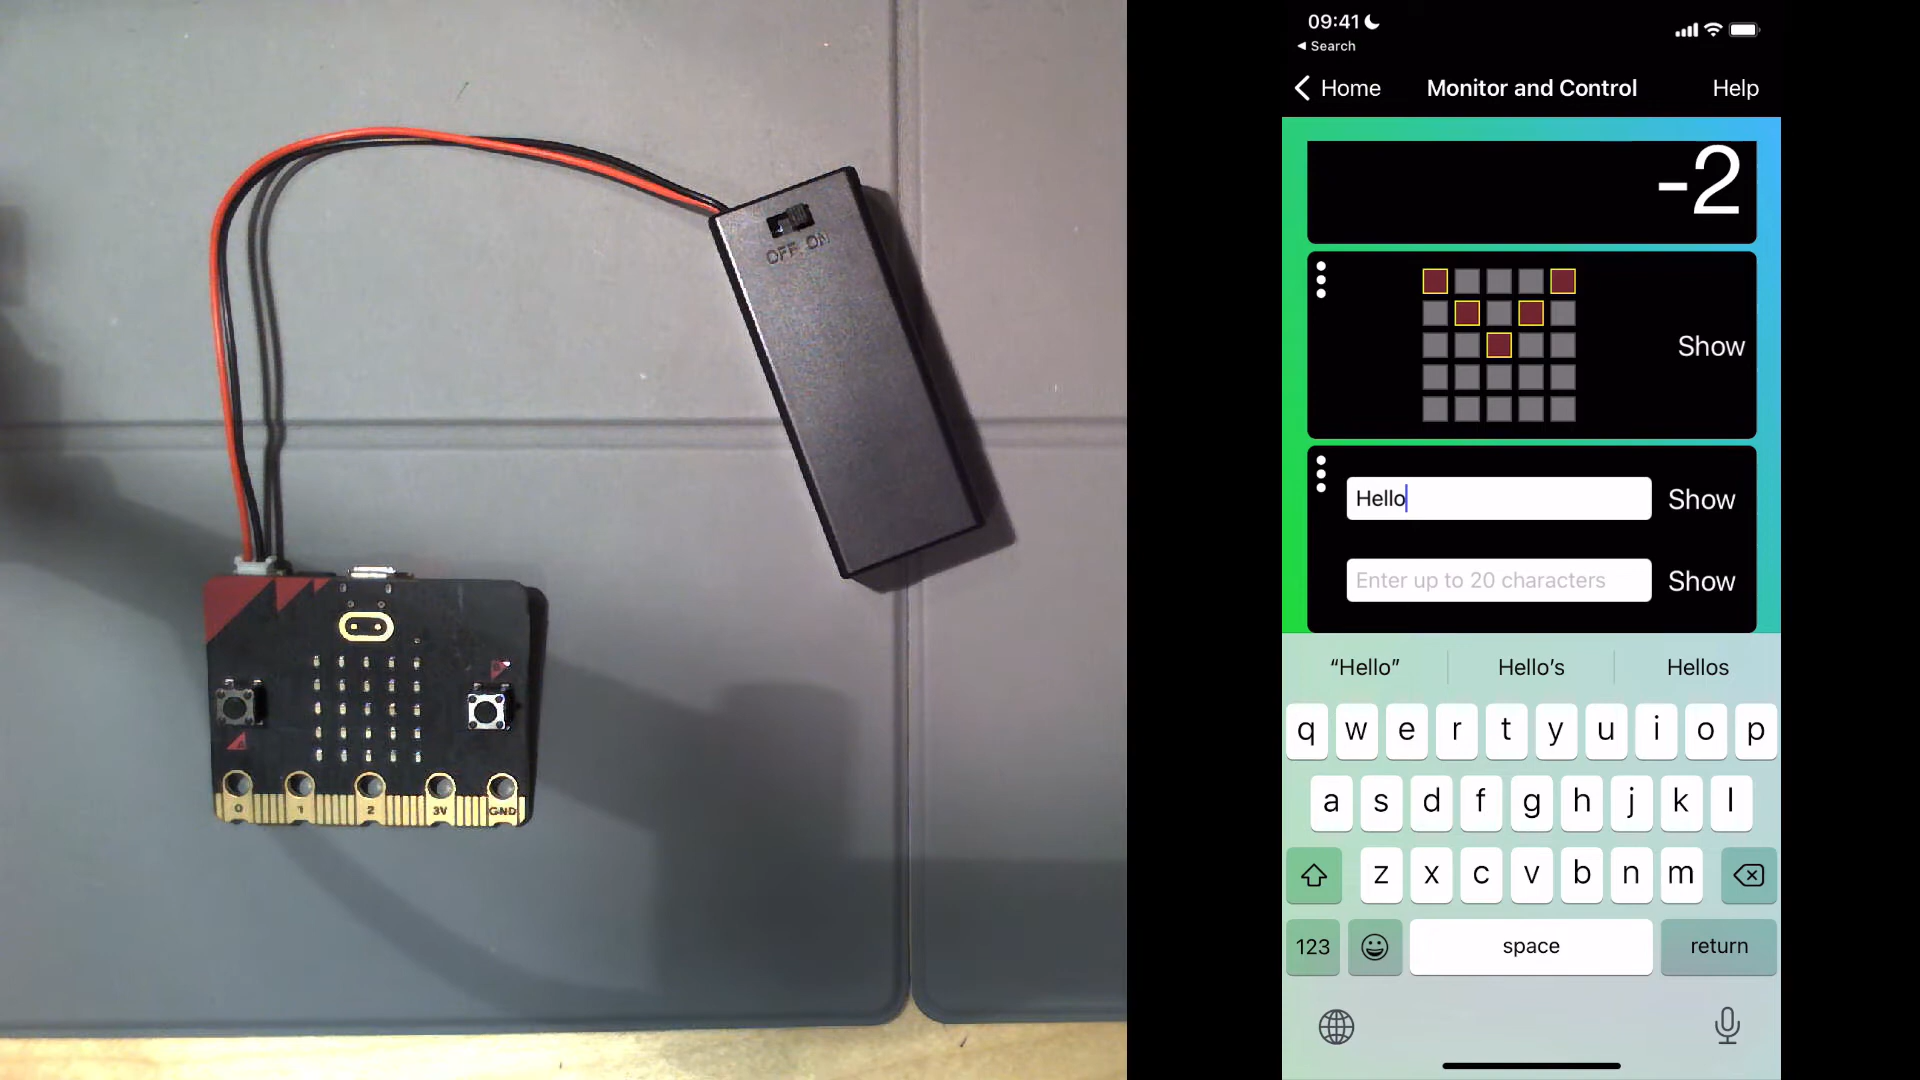 OFF ON
A
B
0 1 2 3V GND
09:41
Search
Home Monitor and Control Help
-2
Show
Hello Show
Enter up to 20 characters Show
“Hello” Hello’s Hellos
q w e r t y u i o p
a s d f g h j k l
z x c v b n m
123 space return